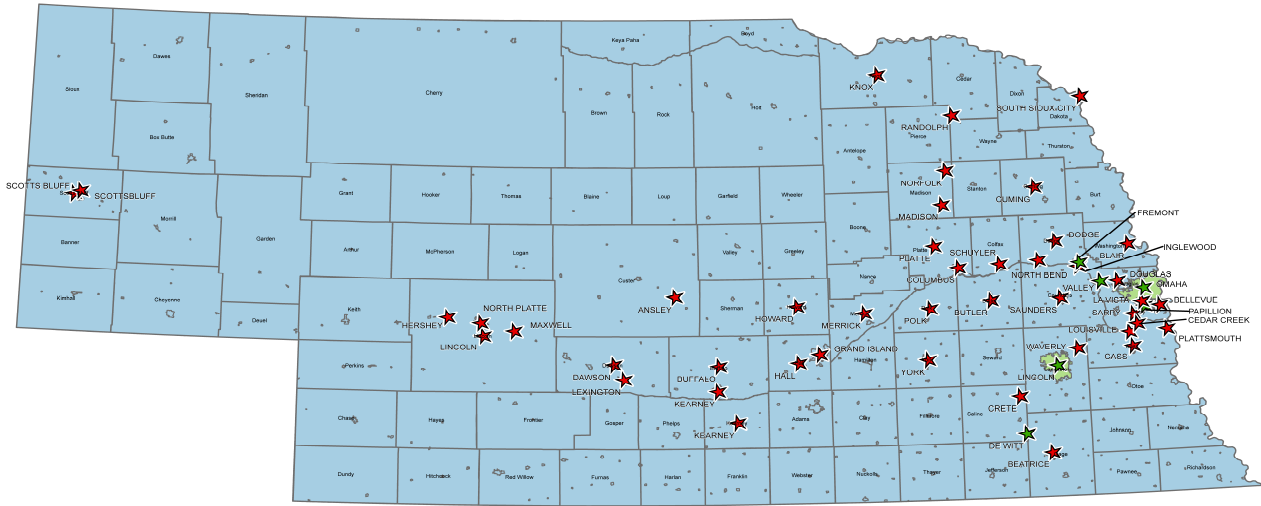 Keya Paha
Boyd
Dawes
Sioux
Sheridan
Cherry
Brown
Rock
Holt
KNOX
Cedar
Dixon
SOUTH SIOUX CITY
Dakota
RANDOLPH
Pierce
Wayne
Thurston
Box Butte
Antelope
SCOTTS BLUFF
SCOTTSBLUFF
Grant
Hooker
Thomas
Blaine
Loup
Garfield
Wheeler
NORFOLK
Madison
Stanton
CUMING
Burt
MADISON
Morrill
Banner
Garden
Arthur
McPherson
Logan
Custer
Valley
Greeley
Boone
Platte
PLATTE
Colfax
SCHUYLER
DODGE
FREMONT
Washington
BLAIR
INGLEWOOD
Nance
COLUMBUS
NORTH BEND
VALLEY
DOUGLAS
OMAHA
Kimball
Cheyenne
Deuel
Keith
HERSHEY
NORTH PLATTE
MAXWELL
LINCOLN
ANSLEY
Sherman
HOWARD
MERRICK
POLK
BUTLER
SAUNDERS
LA VICTA
BELLEVUE
SARPY
PAPILLION
CEDAR CREEK
LOUISVILLE
PLATTSMOUTH
Perkins
DAWSON
LEXINGTON
DUFFALO
KEARNEY
HALL
GRAND ISLAND
Hamilton
YORK
Seward
WAVERLY
LINCOLN
CASS
Otoe
Chase
Hayes
Frontier
Gosper
Phelps
KEARNEY
Adams
Clay
Fillmore
Saline
CRETE
DE WITT
Johnson
Nemaha
Dundy
Hitchcock
Red Willow
Furnas
Harlan
Franklin
Webster
Nuckolls
Thayer
Jefferson
BEATRICE
Pawnee
Richardson